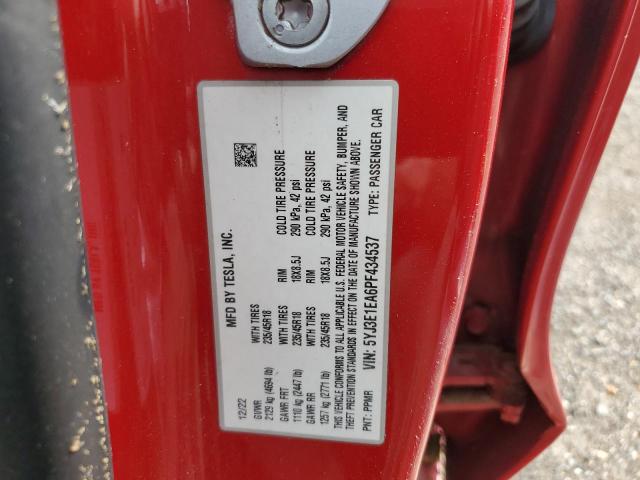 MFD BY TESLA, INC.
12/22
GVWR WITH TIRES RIM COLD TIRE PRESSURE
2129 kg (4694 lb) 235/45R18 18X8.5J 290 kPa, 42 psi
GAWR FRT WITH TIRES RIM COLD TIRE PRESSURE
1110 kg (2447 lb) 235/45R18 18X8.5J 290 kPa, 42 psi
GAWR RR
1257 kg (2771 lb)
THIS VEHICLE CONFORMS TO ALL APPLICABLE U.S. FEDERAL MOTOR VEHICLE SAFETY, BUMPER, AND
THEFT PREVENTION STANDARDS IN EFFECT ON THE DATE OF MANUFACTURE SHOWN ABOVE.
VIN: 5YJ3E1EA6PF434537 TYPE: PASSENGER CAR
PNT: PPMR